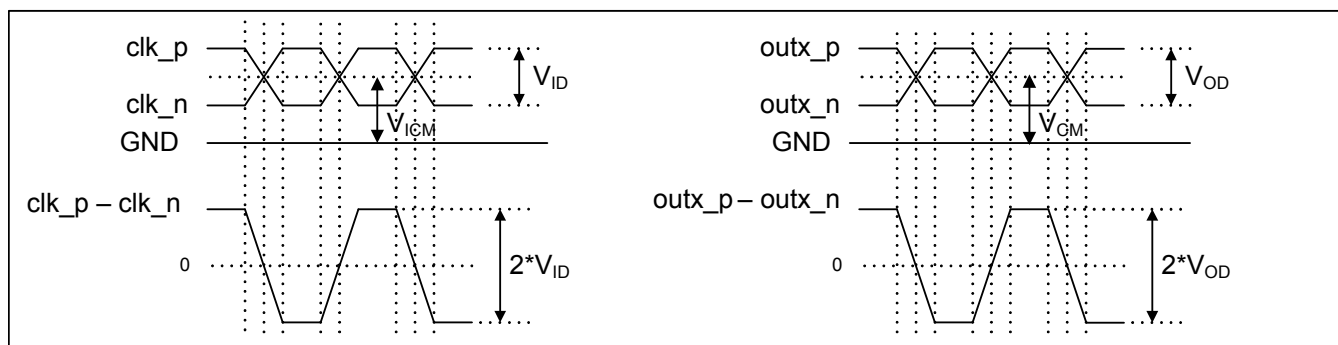 clk_p
V_ID
clk_n
V_ICM
GND
clk_p – clk_n
0
2*V_ID
outx_p
V_OD
outx_n
V_CM
GND
outx_p – outx_n
0
2*V_OD